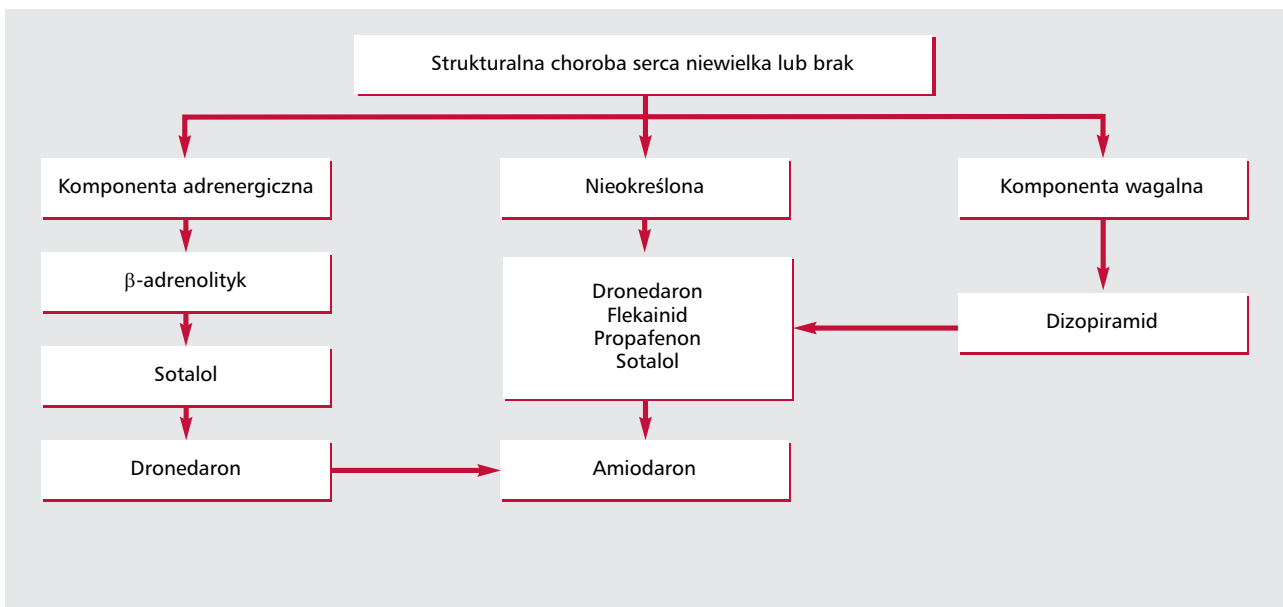 Strukturalna choroba serca niewielka lub brak
Komponenta adrenergiczna
Nieokreślona
Komponenta wagalna
β-adrenolityk
Dronedaron
Flekainid
Propafenon
Sotalol
Dizopiramid
Sotalol
Dronedaron
Amiodaron